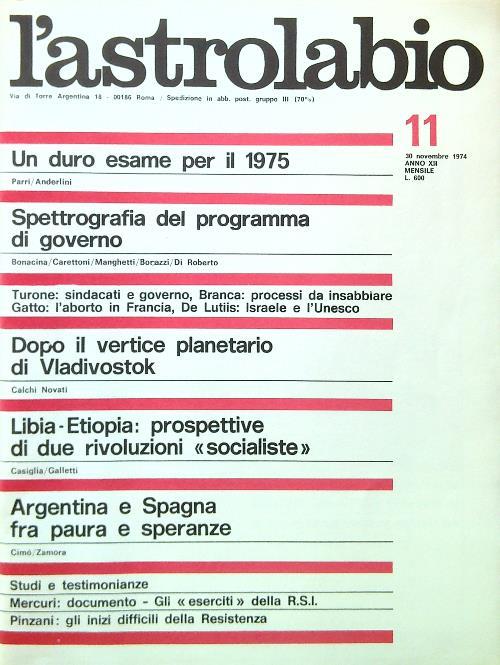 l'astrolabio
Via di Torre Argentina 18 - 00186 Roma / Spedizione in abb. post. gruppo III (70%)
11
30 novembre 1974
ANNO XII
MENSILE
L. 600
Un duro esame per il 1975
Parri/Anderlini
Spettrografia del programma
di governo
Bonacina/Carettoni/Manghetti/Borazzi/Di Roberto
Turone: sindacati e governo, Branca: processi da insabbiare
Gatto: l'aborto in Francia, De Lutiis: Israele e l'Unesco
Dopo il vertice planetario
di Vladivostok
Calchi Novati
Libia-Etiopia: prospettive
di due rivoluzioni «socialiste»
Casiglia/Galletti
Argentina e Spagna
fra paura e speranze
Cimó/Zamora
Studi e testimonianze
Mercuri: documento - Gli «eserciti» della R.S.I.
Pinzani: gli inizi difficili della Resistenza